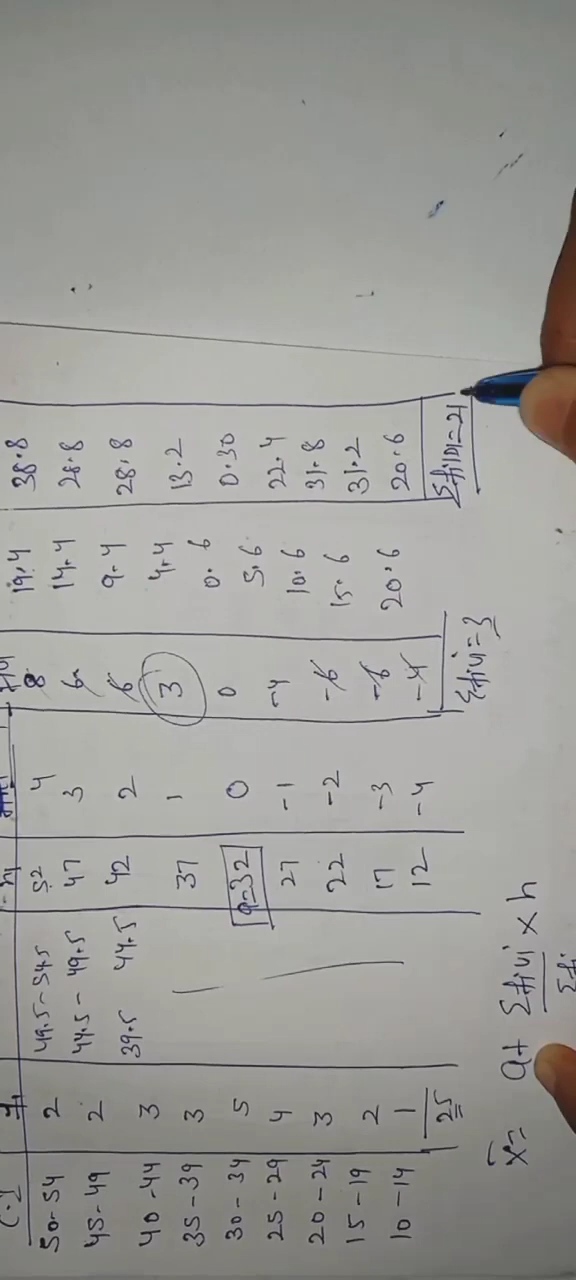 C.I fi xi
50-54 2 49.5-54.5 52 4 8 19.4 38.8
45-49 2 44.5-49.5 47 3 6 14.4 28.8
40-44 3 39.5 44.5 42 2 6 9.4 28.8
35-39 3 37 1 3 4.4 13.2
30-34 5 a-32 0 0 0.6 0.30
25-29 4 27 -1 -4 5.6 22.4
20-24 3 22 -2 -6 10.6 31.8
15-19 2 17 -3 -6 15.6 31.2
10-14 1 12 -4 -4 20.6 20.6
25 Σfiui=3
x̄= a+ Σfiui × h
Σfi